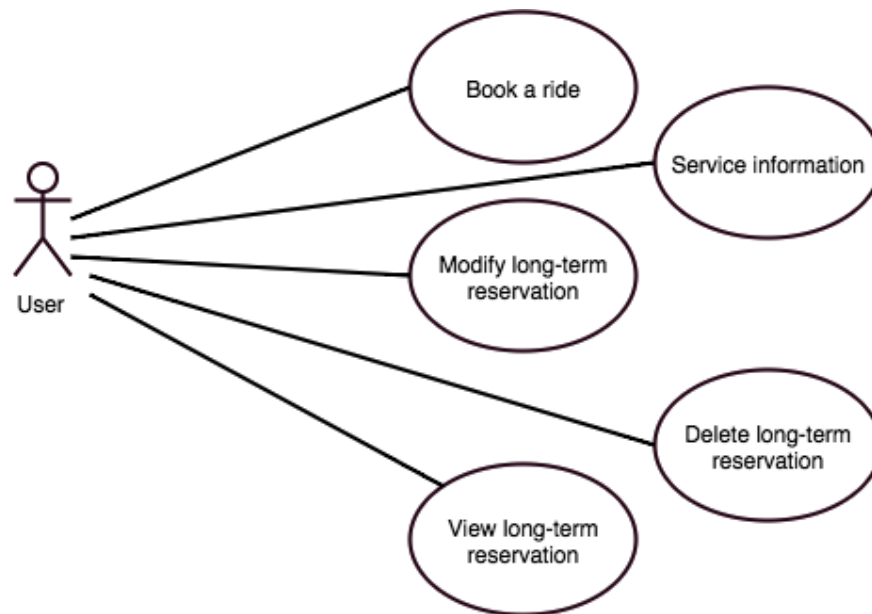 Book a ride
Service information
Modify long-term
reservation
User
Delete long-term
reservation
View long-term
reservation